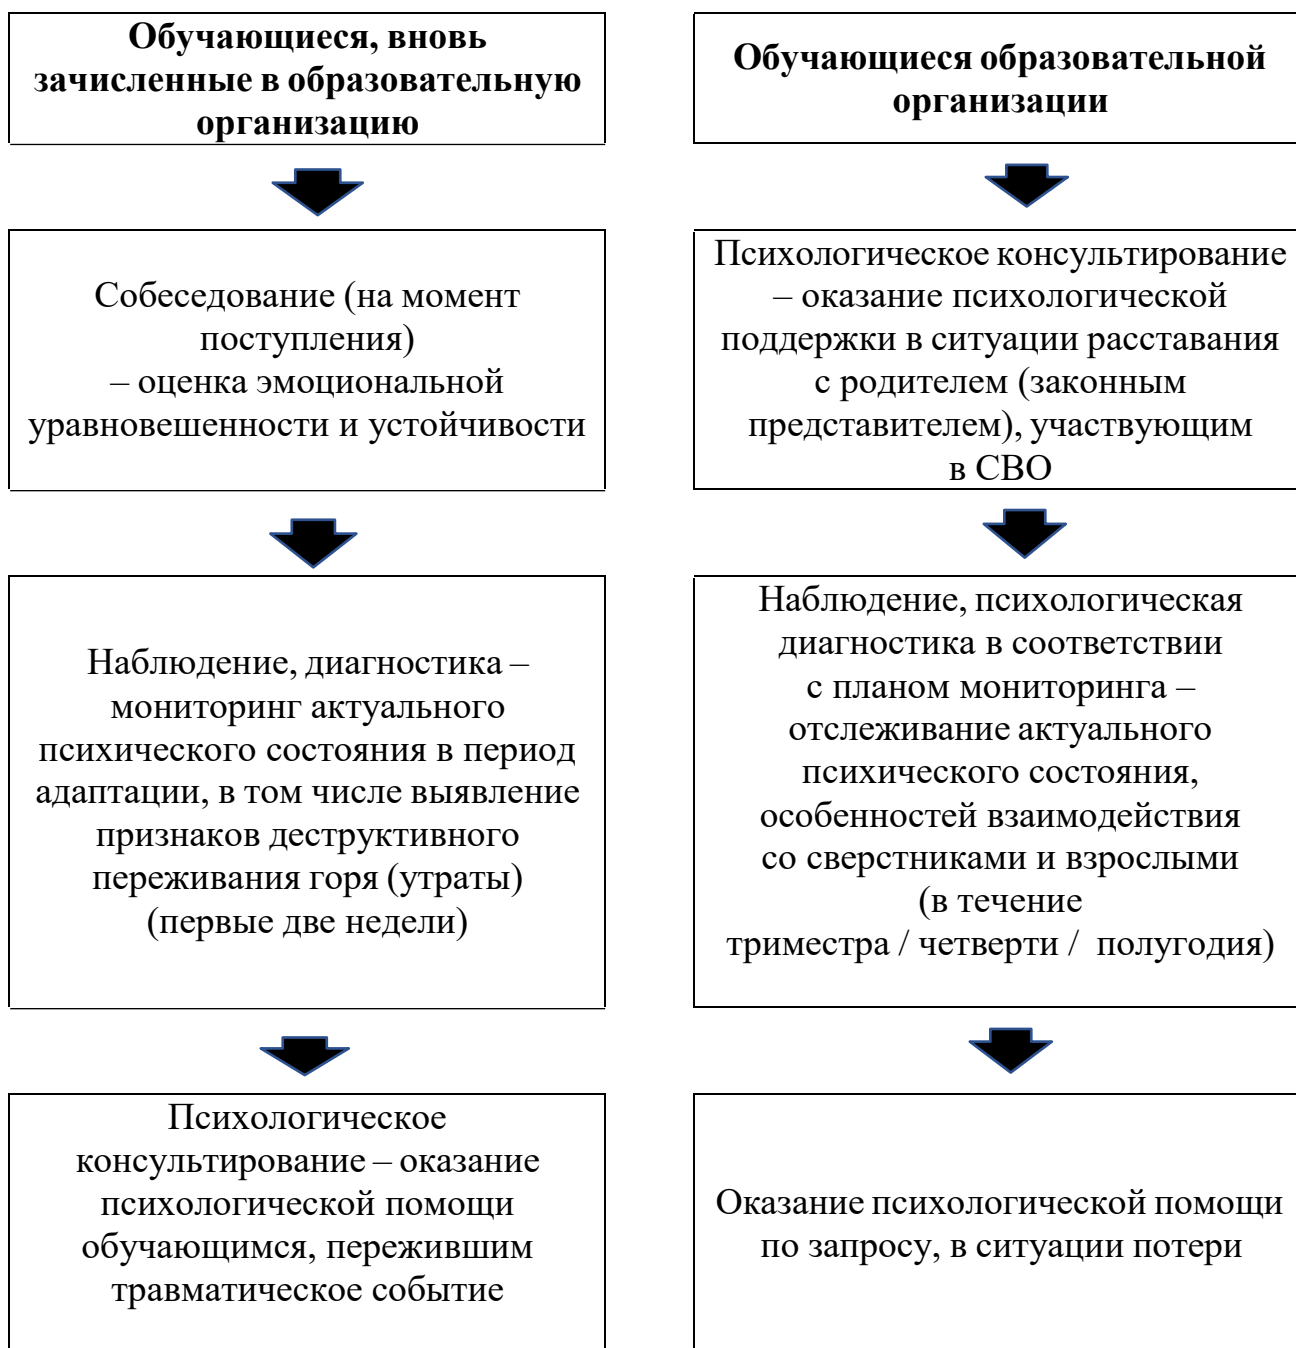 Обучающиеся, вновь
зачисленные в образовательную
организацию
Обучающиеся образовательной
организации
Собеседование (на момент
поступления)
– оценка эмоциональной
уравновешенности и устойчивости
Психологическое консультирование
– оказание психологической
поддержки в ситуации расставания
с родителем (законным
представителем), участвующим
в СВО
Наблюдение, диагностика –
мониторинг актуального
психического состояния в период
адаптации, в том числе выявление
признаков деструктивного
переживания горя (утраты)
(первые две недели)
Наблюдение, психологическая
диагностика в соответствии
с планом мониторинга –
отслеживание актуального
психического состояния,
особенностей взаимодействия
со сверстниками и взрослыми
(в течение
триместра / четверти / полугодия)
Психологическое
консультирование – оказание
психологической помощи
обучающимся, пережившим
травматическое событие
Оказание психологической помощи
по запросу, в ситуации потери